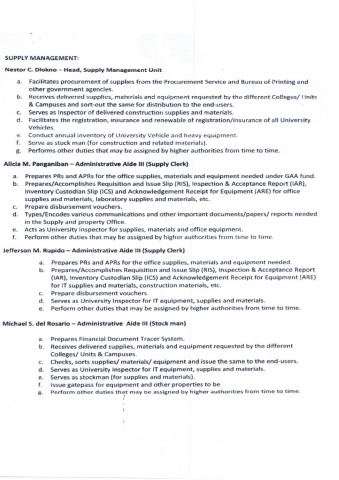 SUPPLY MANAGEMENT:
Nestor C. Diokno – Head, Supply Management Unit
a. Facilitates procurement of supplies from the Procurement Service and Bureau of Printing and
other government agencies.
b. Receives delivered supplies, materials and equipment requested by the different Colleges/ Units
& Campuses and sort-out the same for distribution to the end-users.
c. Serves as inspector of delivered construction supplies and materials.
d. Facilitates the registration, insurance and renewable of registration/insurance of all University
Vehicles.
e. Conduct annual inventory of University Vehicle and heavy equipment.
f. Serve as stock man (for construction and related materials).
g. Performs other duties that may be assigned by higher authorities from time to time.
Alicia M. Panganiban – Administrative Aide III (Supply Clerk)
a. Prepares PRs and APRs for the office supplies, materials and equipment needed under GAA fund.
b. Prepares/Accomplishes Requisition and Issue Slip (RIS), Inspection & Acceptance Report (IAR),
Inventory Custodian Slip (ICS) and Acknowledgement Receipt for Equipment (ARE) for office
supplies and materials, laboratory supplies and materials, etc.
c. Prepare disbursement vouchers.
d. Types/Encodes various communications and other important documents/papers/ reports needed
in the Supply and property Office.
e. Acts as University Inspector for supplies, materials and office equipment.
f. Perform other duties that may be assigned by higher authorities from time to time.
Jefferson M. Rupido – Administrative Aide III (Supply Clerk)
a. Prepares PRs and APRs for the office supplies, materials and equipment needed.
b. Prepares/Accomplishes Requisition and Issue Slip (RIS), Inspection & Acceptance Report
(IAR), Inventory Custodian Slip (ICS) and Acknowledgement Receipt for Equipment (ARE)
for IT supplies and materials, construction materials, etc.
c. Prepare disbursement vouchers.
d. Serves as University Inspector for IT equipment, supplies and materials.
e. Perform other duties that may be assigned by higher authorities from time to time.
Michael S. del Rosario – Administrative Aide III (Stock man)
a. Prepares Financial Document Tracer System.
b. Receives delivered supplies, materials and equipment requested by the different
Colleges/ Units & Campuses.
c. Checks, sorts supplies/ materials/ equipment and issue the same to the end-users.
d. Serves as University inspector for IT equipment, supplies and materials.
e. Serves as stockman (for supplies and materials).
f. Issue gatepass for equipment and other properties to be
g. Perform other duties that may be assigned by higher authorities from time to time.